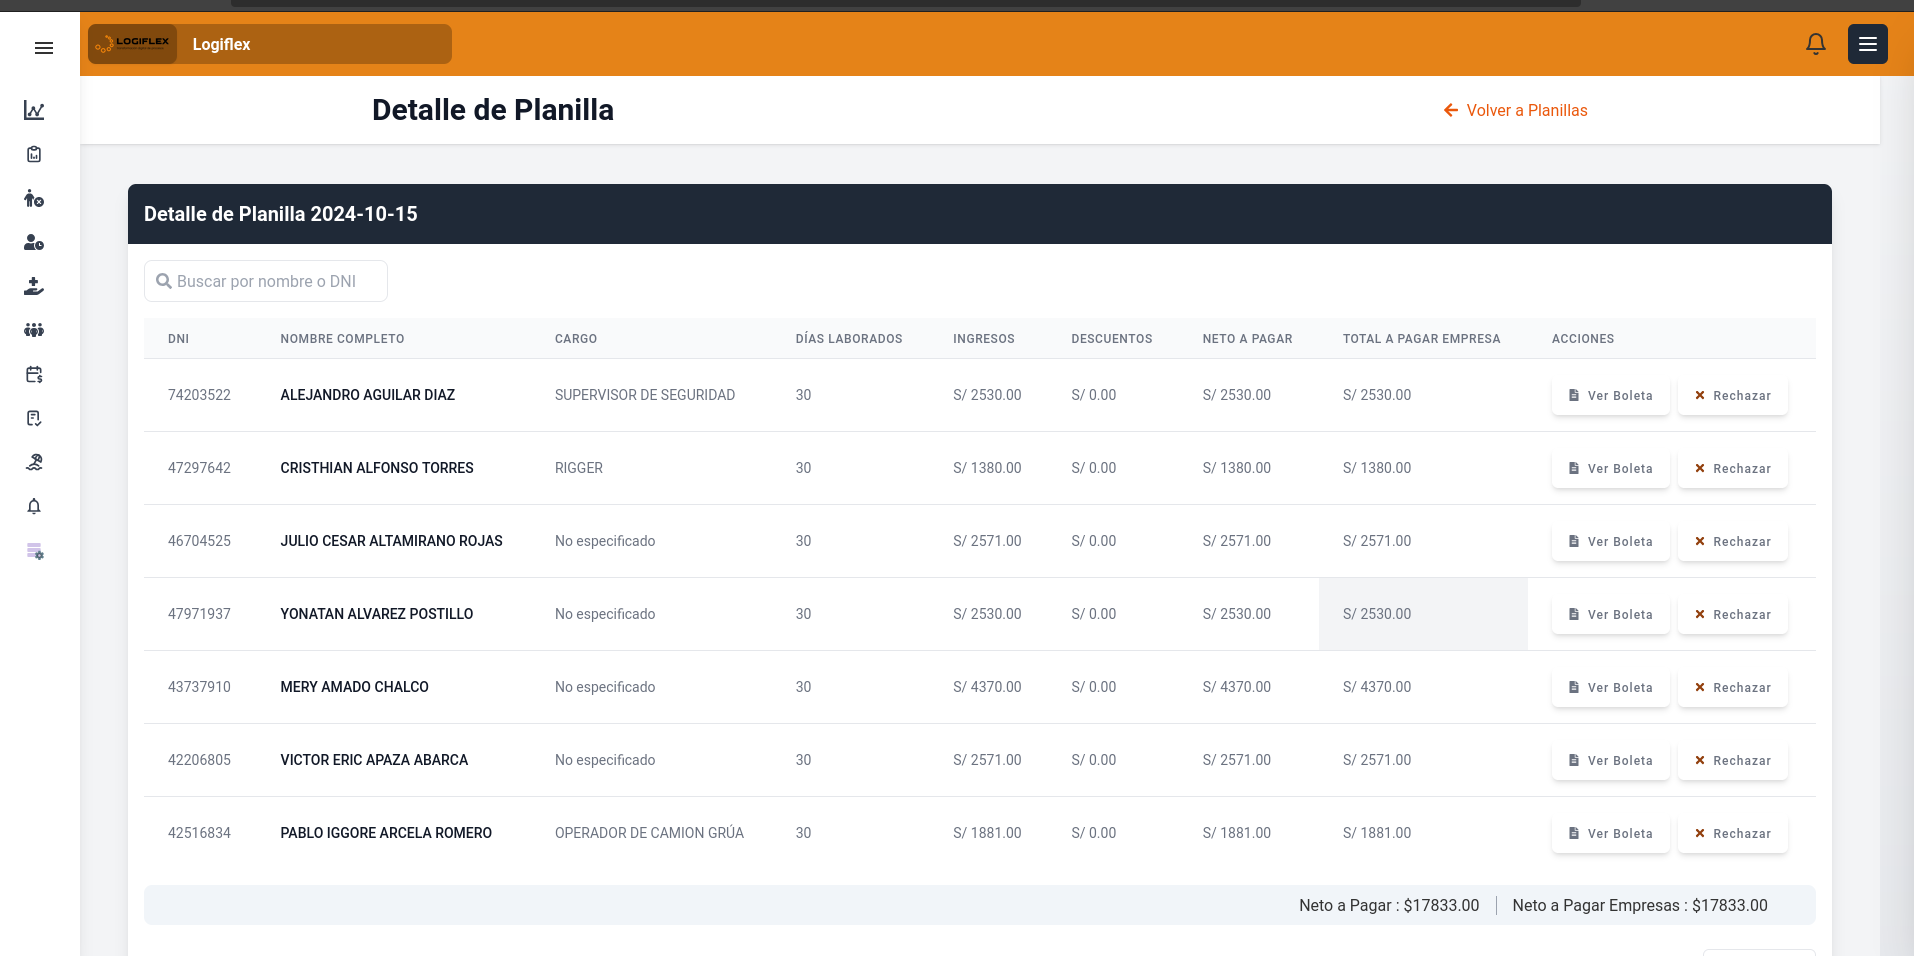 LOGIFLEX Logiflex
Detalle de Planilla
Volver a Planillas
Detalle de Planilla 2024-10-15
Buscar por nombre o DNI
DNI NOMBRE COMPLETO CARGO DÍAS LABORADOS INGRESOS DESCUENTOS NETO A PAGAR TOTAL A PAGAR EMPRESA ACCIONES
74203522 ALEJANDRO AGUILAR DIAZ SUPERVISOR DE SEGURIDAD 30 S/ 2530.00 S/ 0.00 S/ 2530.00 S/ 2530.00 Ver Boleta Rechazar
47297642 CRISTHIAN ALFONSO TORRES RIGGER 30 S/ 1380.00 S/ 0.00 S/ 1380.00 S/ 1380.00 Ver Boleta Rechazar
46704525 JULIO CESAR ALTAMIRANO ROJAS No especificado 30 S/ 2571.00 S/ 0.00 S/ 2571.00 S/ 2571.00 Ver Boleta Rechazar
47971937 YONATAN ALVAREZ POSTILLO No especificado 30 S/ 2530.00 S/ 0.00 S/ 2530.00 S/ 2530.00 Ver Boleta Rechazar
43737910 MERY AMADO CHALCO No especificado 30 S/ 4370.00 S/ 0.00 S/ 4370.00 S/ 4370.00 Ver Boleta Rechazar
42206805 VICTOR ERIC APAZA ABARCA No especificado 30 S/ 2571.00 S/ 0.00 S/ 2571.00 S/ 2571.00 Ver Boleta Rechazar
42516834 PABLO IGGORE ARCELA ROMERO OPERADOR DE CAMION GRÚA 30 S/ 1881.00 S/ 0.00 S/ 1881.00 S/ 1881.00 Ver Boleta Rechazar
Neto a Pagar : $17833.00 Neto a Pagar Empresas : $17833.00